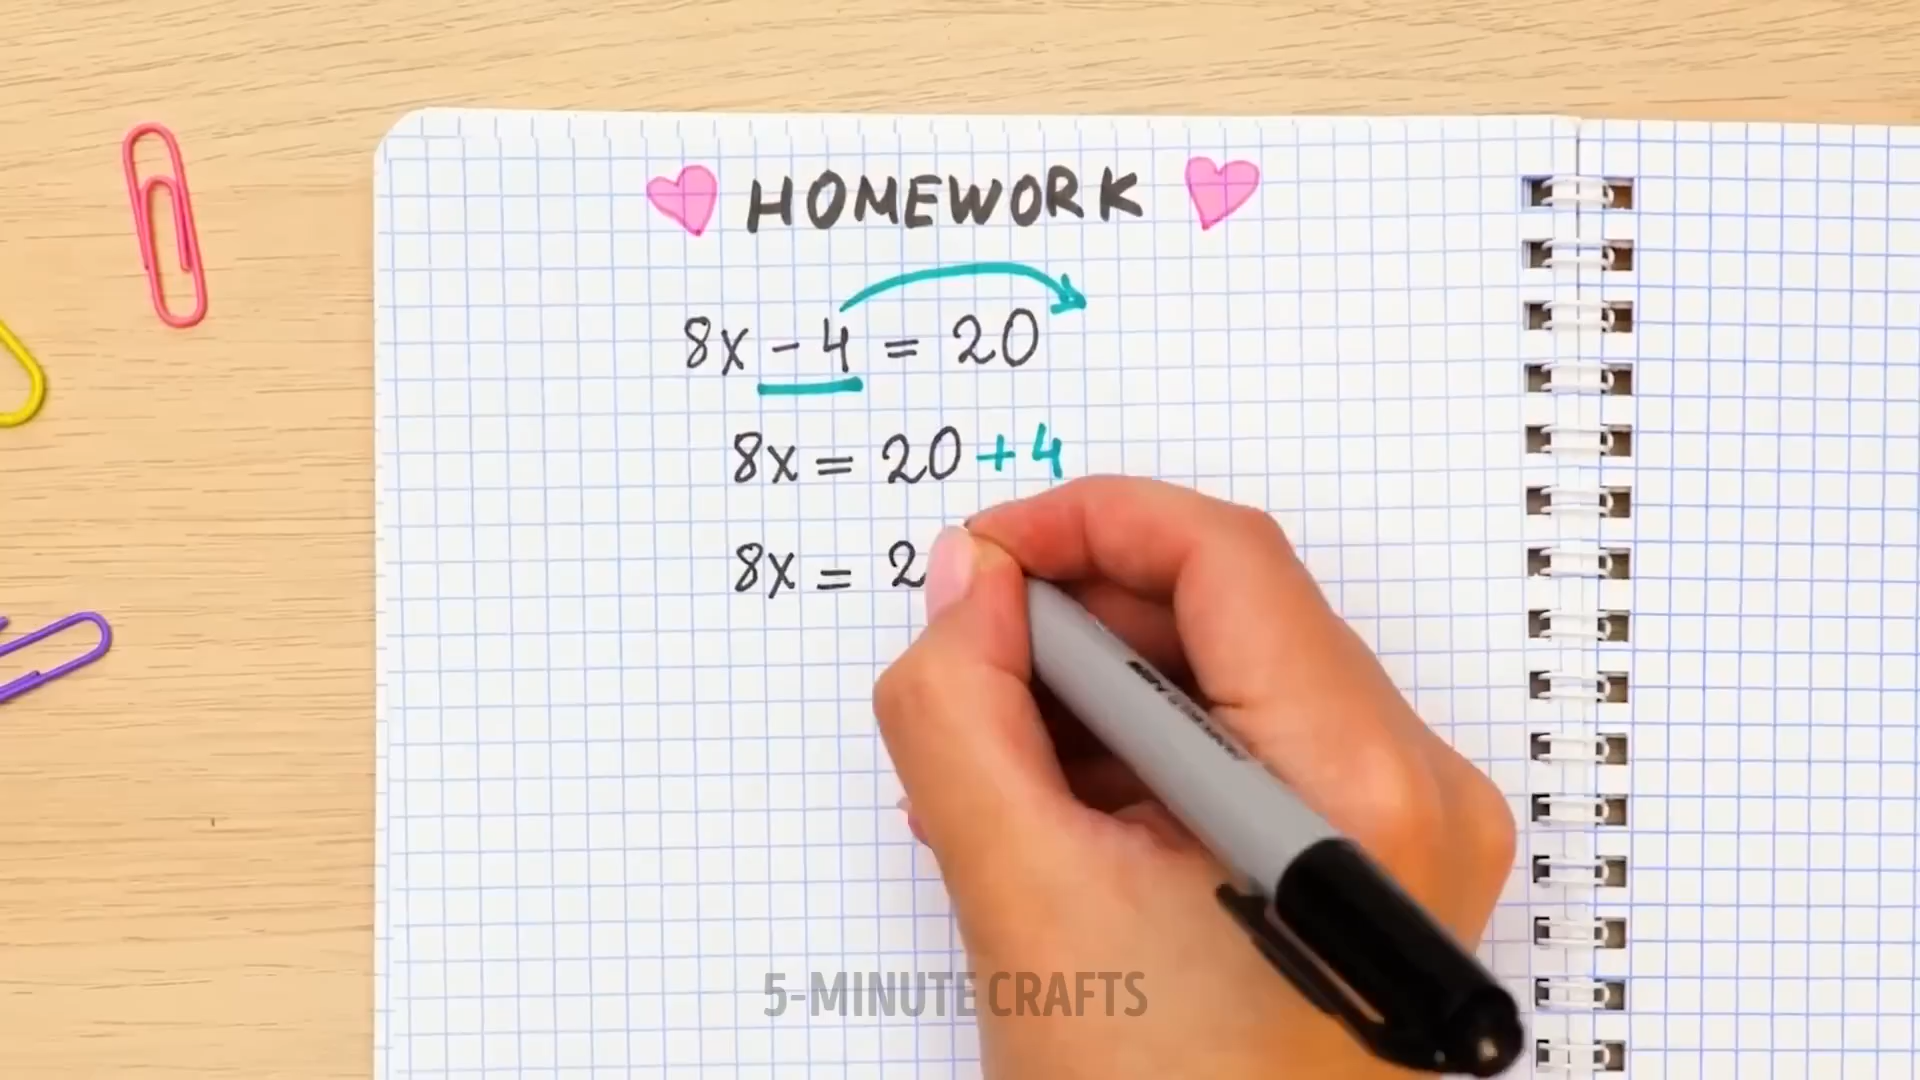 HOMEWORK
8x - 4 = 20
8x = 20 + 4
8x = 2
5-MINUTE CRAFTS